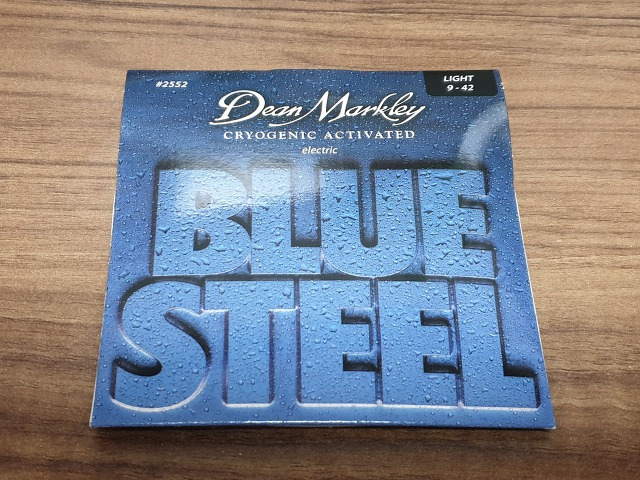 #2552
LIGHT
9 - 42
Dean Markley
CRYOGENIC ACTIVATED
electric
BLUE
STEEL